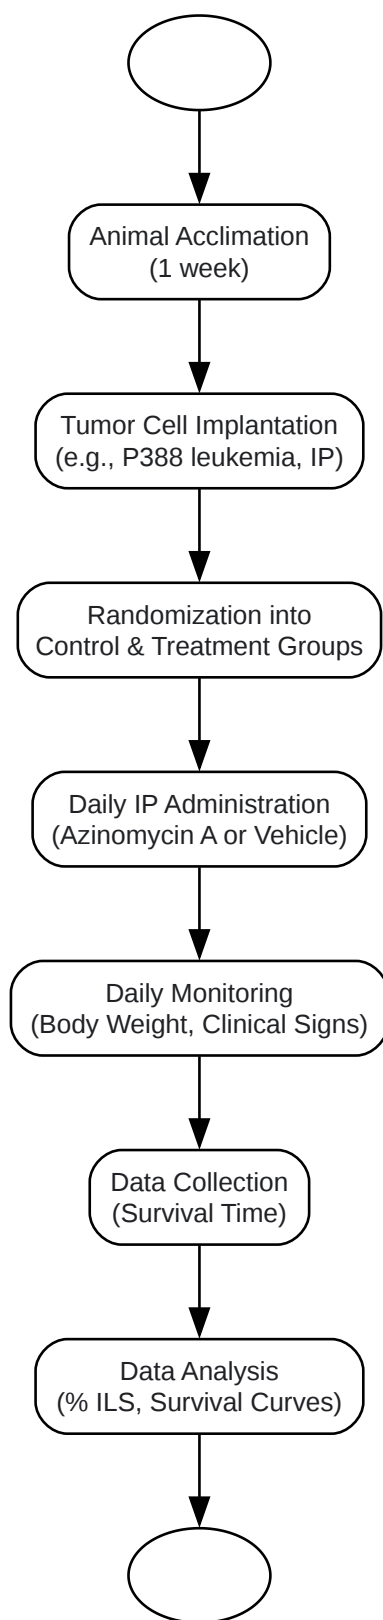 Animal Acclimation
(1 week)
Tumor Cell Implantation
(e.g., P388 leukemia, IP)
Randomization into
Control & Treatment Groups
Daily IP Administration
(Azinomycin A or Vehicle)
Daily Monitoring
(Body Weight, Clinical Signs)
Data Collection
(Survival Time)
Data Analysis
(% ILS, Survival Curves)